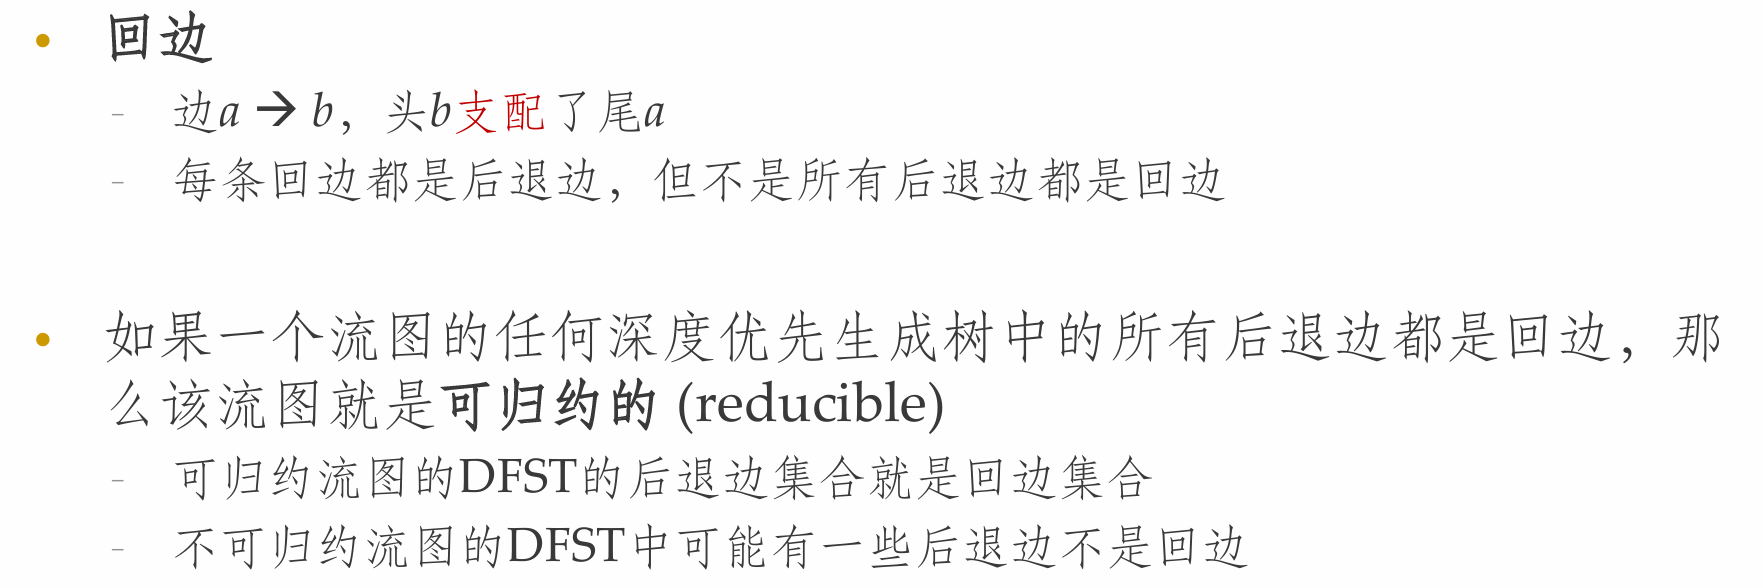 • 回边
– 边a → b，头b支配了尾a
– 每条回边都是后退边，但不是所有后退边都是回边
• 如果一个流图的任何深度优先生成树中的所有后退边都是回边，那
么该流图就是可归约的 (reducible)
– 可归约流图的DFST的后退边集合就是回边集合
– 不可归约流图的DFST中可能有一些后退边不是回边